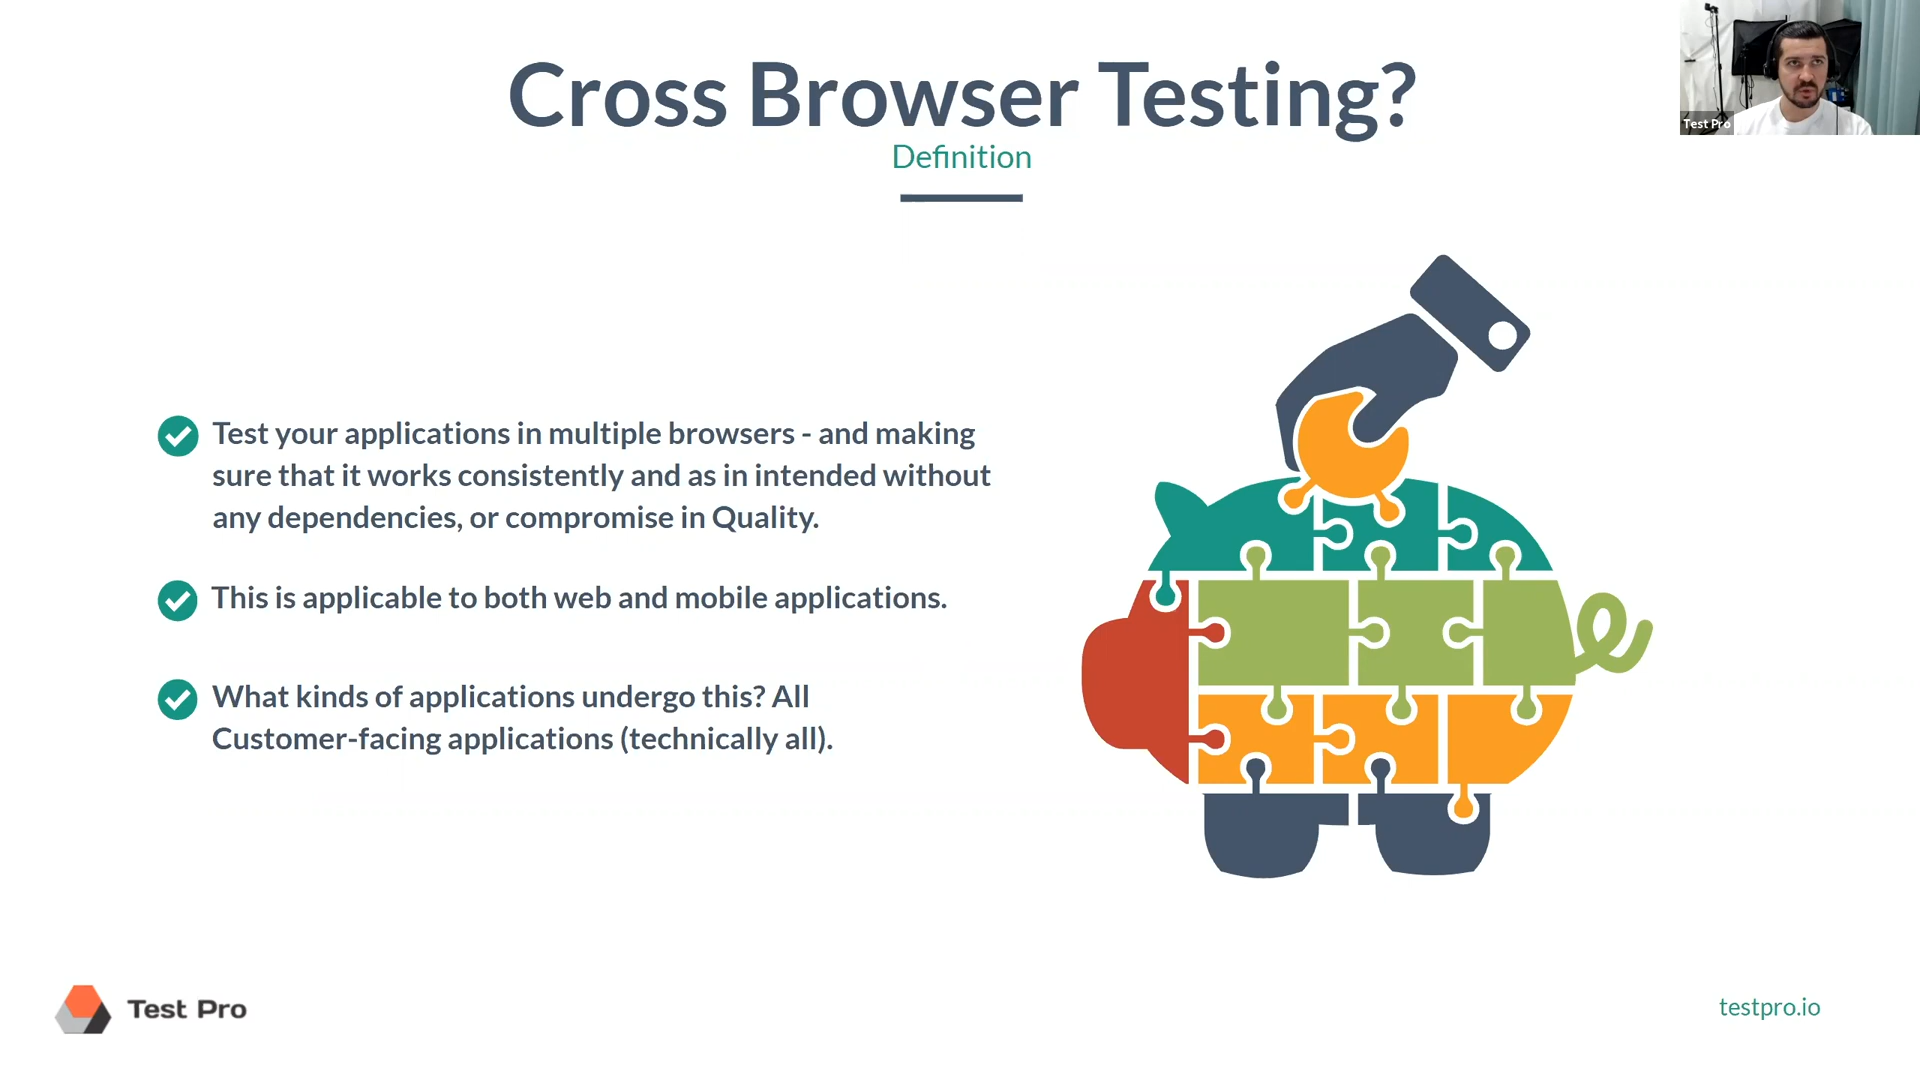 Cross Browser Testing?
Definition
Test Pro
Test your applications in multiple browsers - and making
sure that it works consistently and as in intended without
any dependencies, or compromise in Quality.
This is applicable to both web and mobile applications.
What kinds of applications undergo this? All
Customer-facing applications (technically all).
Test Pro
testpro.io